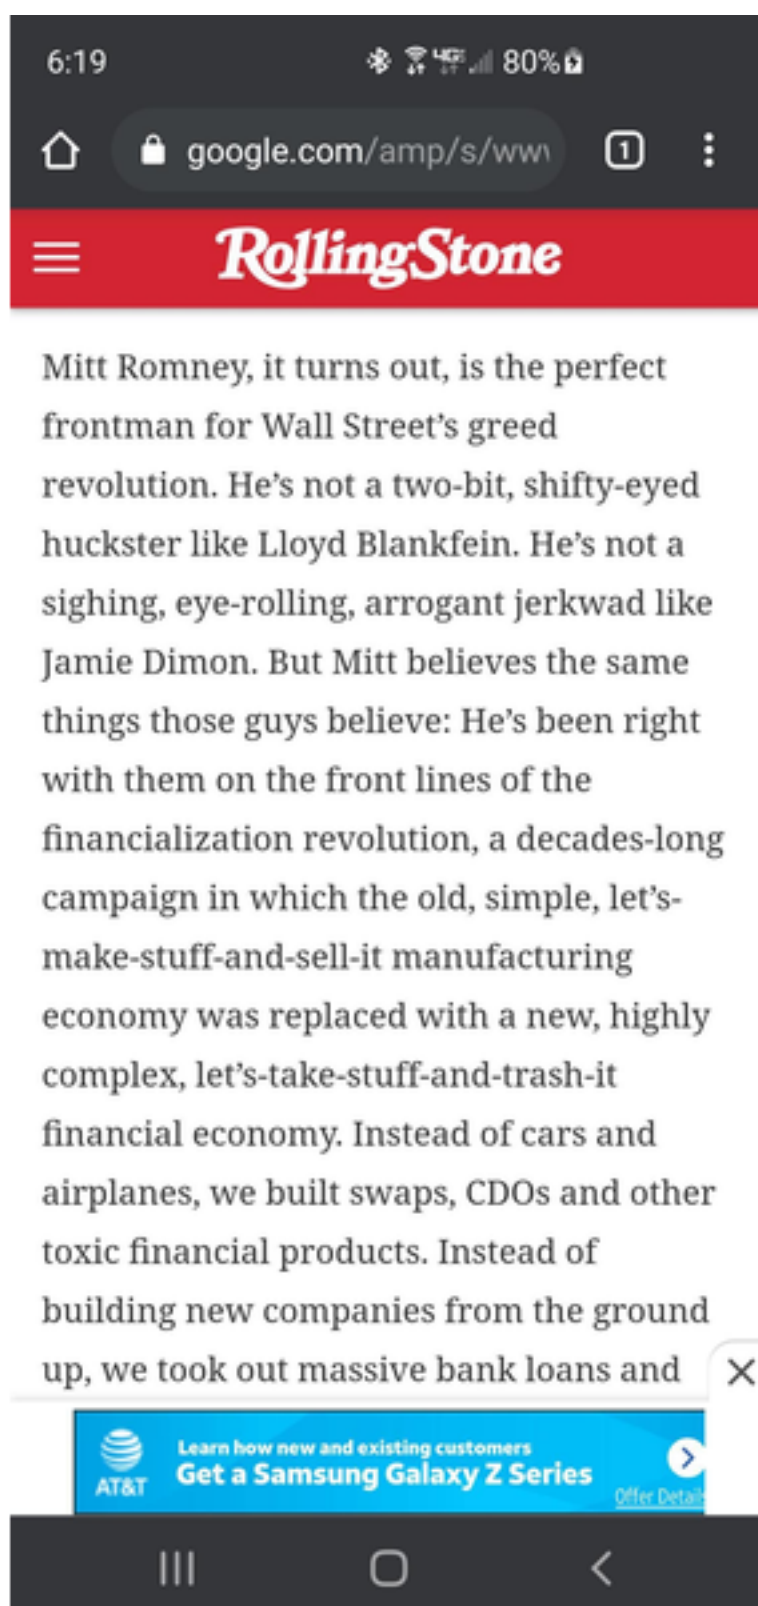 6:19 80%
google.com/amp/s/www 1
RollingStone
Mitt Romney, it turns out, is the perfect
frontman for Wall Street’s greed
revolution. He’s not a two-bit, shifty-eyed
huckster like Lloyd Blankfein. He’s not a
sighing, eye-rolling, arrogant jerkwad like
Jamie Dimon. But Mitt believes the same
things those guys believe: He’s been right
with them on the front lines of the
financialization revolution, a decades-long
campaign in which the old, simple, let’s-
make-stuff-and-sell-it manufacturing
economy was replaced with a new, highly
complex, let’s-take-stuff-and-trash-it
financial economy. Instead of cars and
airplanes, we built swaps, CDOs and other
toxic financial products. Instead of
building new companies from the ground
up, we took out massive bank loans and
Learn how new and existing customers
Get a Samsung Galaxy Z Series
AT&T
Offer Detail